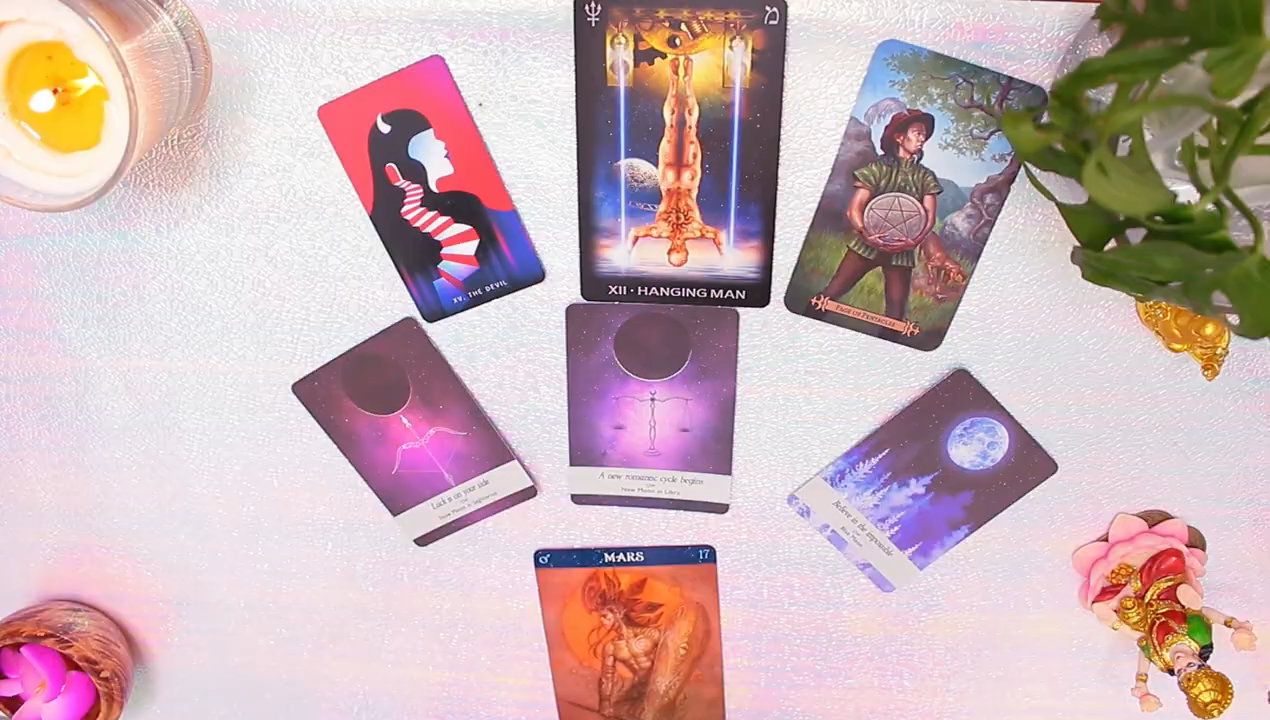 מ
XV. THE DEVIL
XII · HANGING MAN
PAGE OF PENTACLES
Luck is on your side
New Moon in Sagittarius
A new romantic cycle begins
New Moon in Libra
Believe in the impossible
Blue Moon
♂ MARS 17